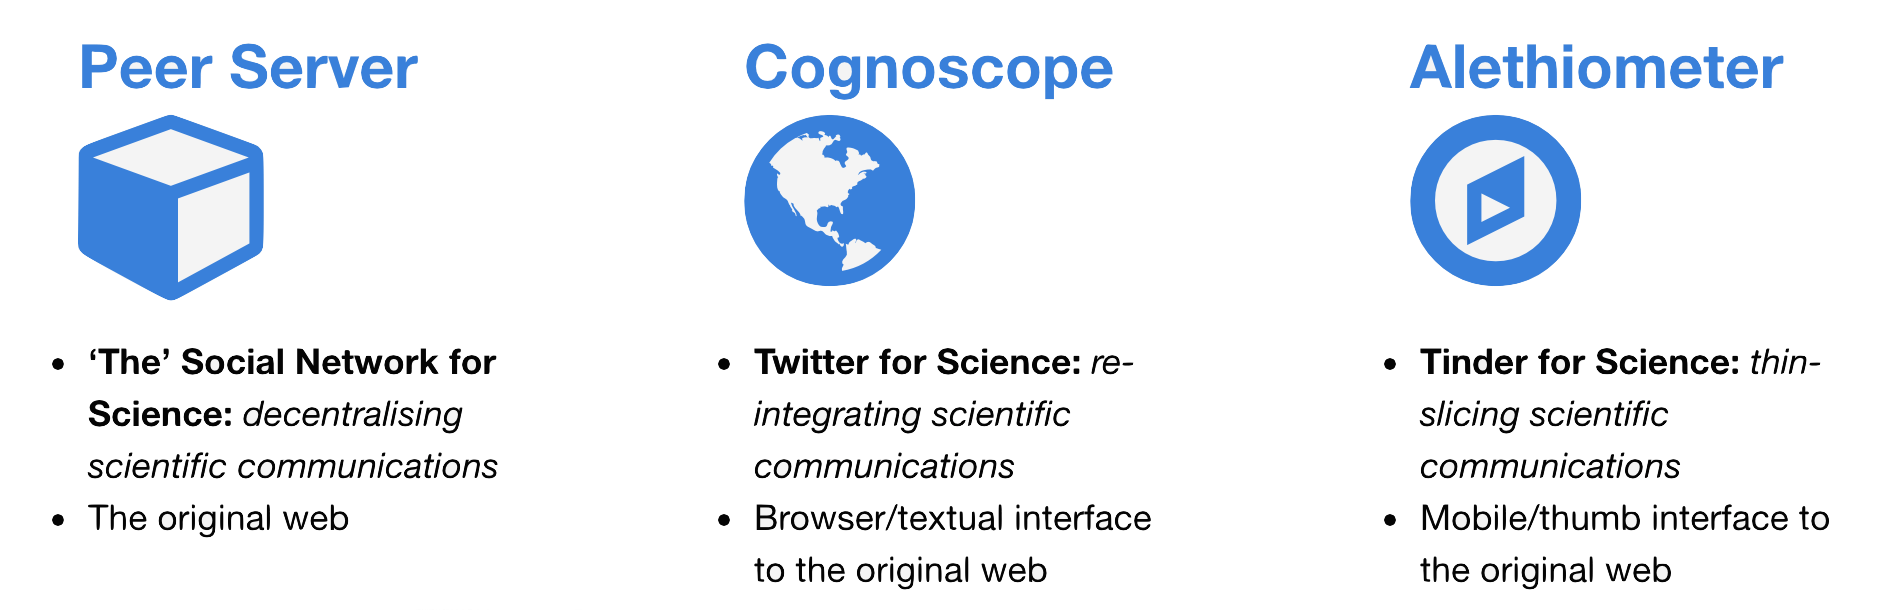 Peer Server
‘The’ Social Network for
Science: decentralising
scientific communications
The original web
Cognoscope
Twitter for Science: re-
integrating scientific
communications
Browser/textual interface
to the original web
Alethiometer
Tinder for Science: thin-
slicing scientific
communications
Mobile/thumb interface to
the original web